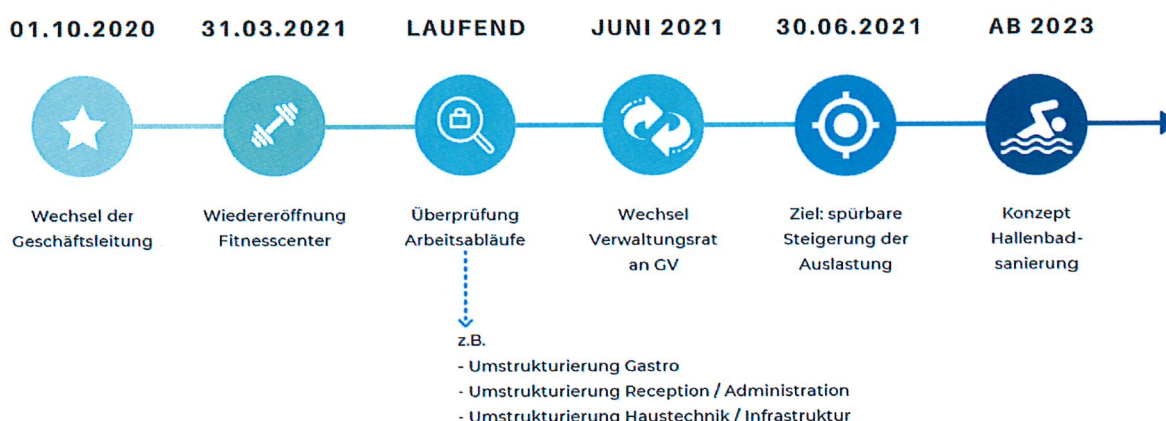 01.10.2020
31.03.2021
LAUFEND
JUNI 2021
30.06.2021
AB 2023
Wechsel der
Geschäftsleitung
Wiedereröffnung
Fitnesscenter
Überprüfung
Arbeitsabläufe
Wechsel
Verwaltungsrat
an GV
Ziel: spürbare
Steigerung der
Auslastung
Konzept
Hallenbad-
sanierung
z.B.
- Umstrukturierung Gastro
- Umstrukturierung Reception / Administration
- Umstrukturierung Haustechnik / Infrastruktur